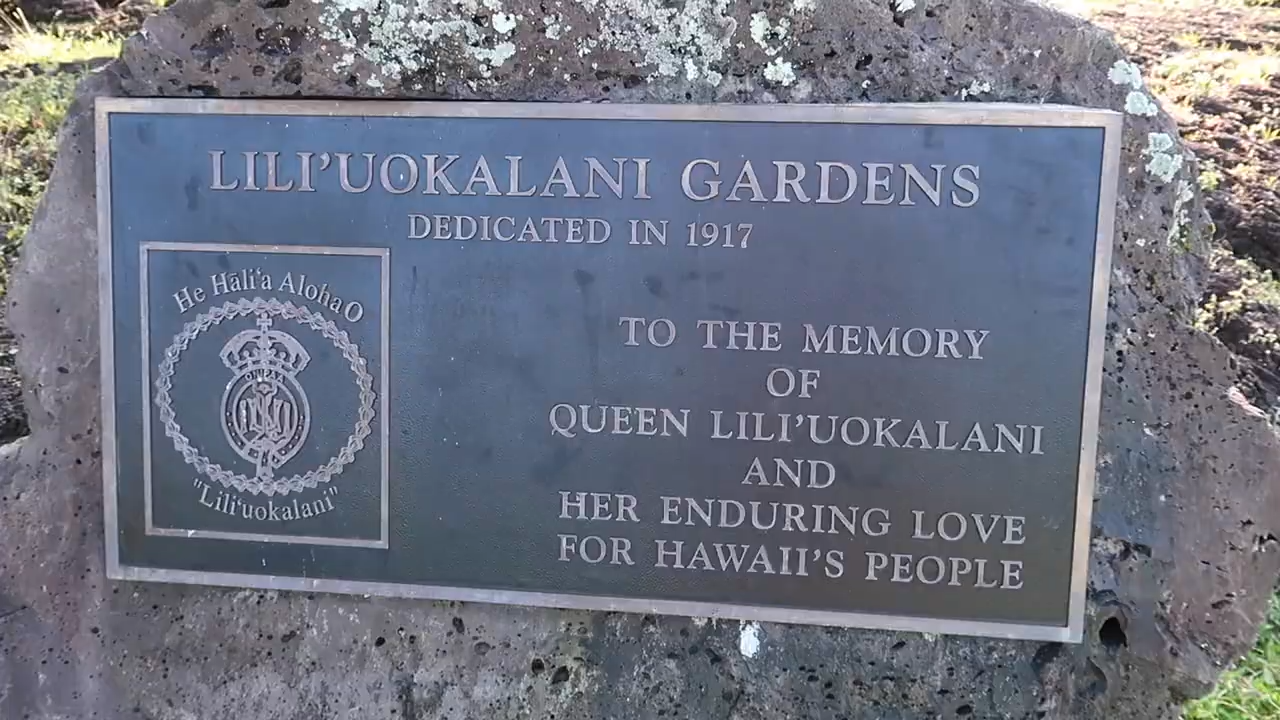 LILI'UOKALANI GARDENS
DEDICATED IN 1917
He Hāli‘a Aloha O
"Lili‘uokalani"
TO THE MEMORY
OF
QUEEN LILI'UOKALANI
AND
HER ENDURING LOVE
FOR HAWAII'S PEOPLE